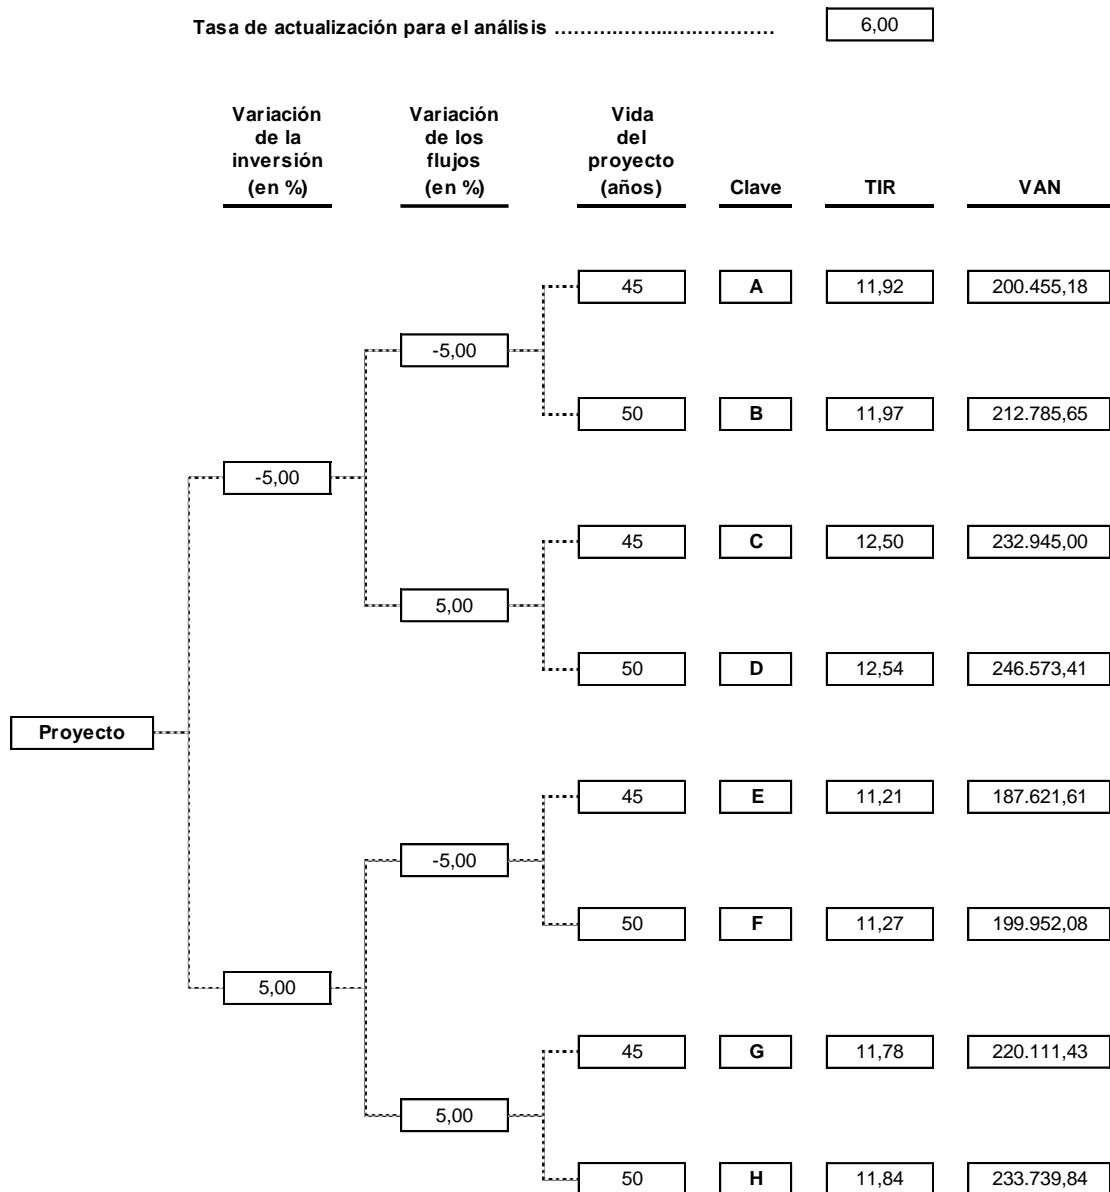 Tasa de actualización para el análisis ……….……...….………… 6,00
Variación de la inversión (en %)
Variación de los flujos (en %)
Vida del proyecto (años)
Clave
TIR
VAN
45 A 11,92 200.455,18
-5,00
50 B 11,97 212.785,65
-5,00
45 C 12,50 232.945,00
5,00
50 D 12,54 246.573,41
Proyecto
45 E 11,21 187.621,61
-5,00
50 F 11,27 199.952,08
5,00
45 G 11,78 220.111,43
5,00
50 H 11,84 233.739,84